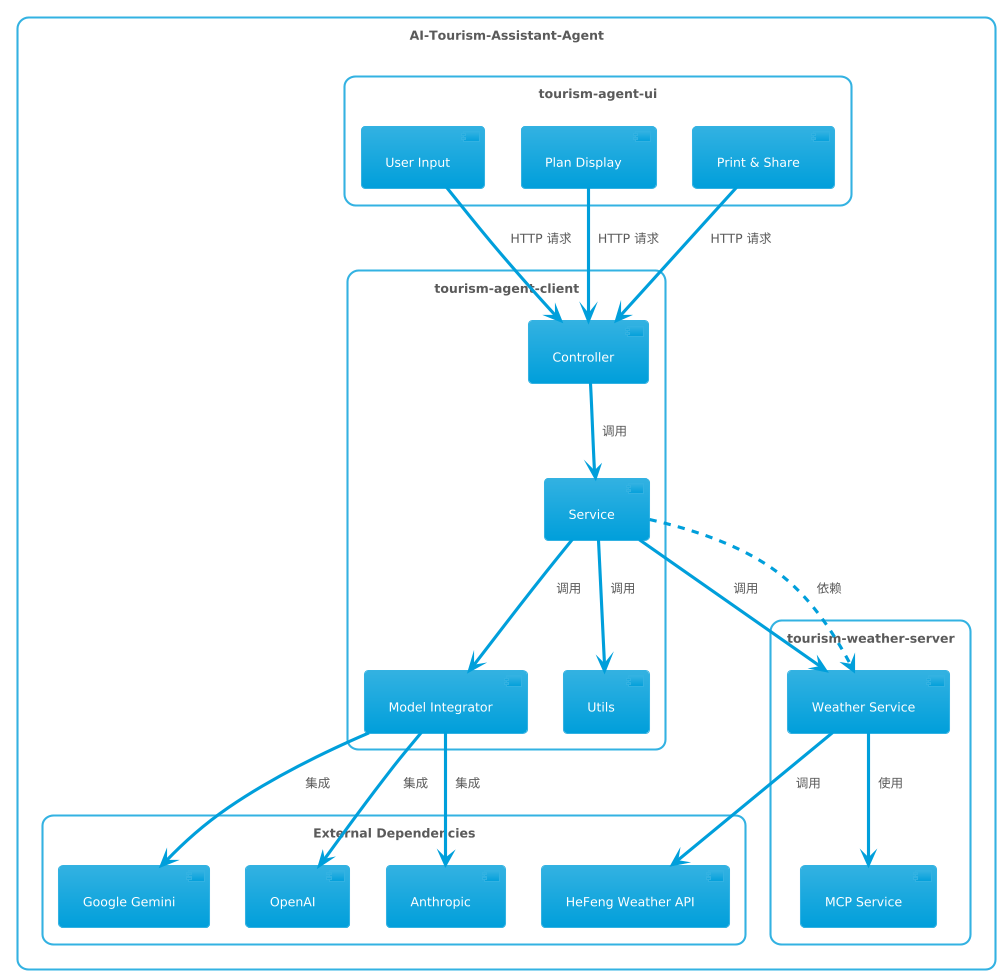 AI-Tourism-Assistant-Agent
tourism-agent-ui
User Input
Plan Display
Print & Share
HTTP 请求
HTTP 请求
HTTP 请求
tourism-agent-client
Controller
调用
Service
调用
调用
调用
依赖
tourism-weather-server
Model Integrator
Utils
Weather Service
集成
集成
集成
调用
使用
External Dependencies
Google Gemini
OpenAI
Anthropic
HeFeng Weather API
MCP Service